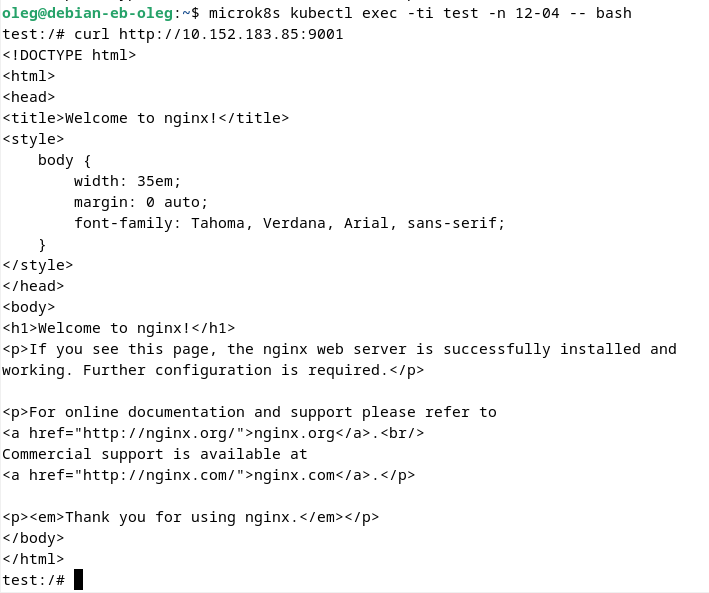 oleg@debian-eb-oleg:~$ microk8s kubectl exec -ti test -n 12-04 -- bash
test:/# curl http://10.152.183.85:9001
<!DOCTYPE html>
<html>
<head>
<title>Welcome to nginx!</title>
<style>
    body {
        width: 35em;
        margin: 0 auto;
        font-family: Tahoma, Verdana, Arial, sans-serif;
    }
</style>
</head>
<body>
<h1>Welcome to nginx!</h1>
<p>If you see this page, the nginx web server is successfully installed and
working. Further configuration is required.</p>

<p>For online documentation and support please refer to
<a href="http://nginx.org/">nginx.org</a>.<br/>
Commercial support is available at
<a href="http://nginx.com/">nginx.com</a>.</p>

<p><em>Thank you for using nginx.</em></p>
</body>
</html>
test:/#